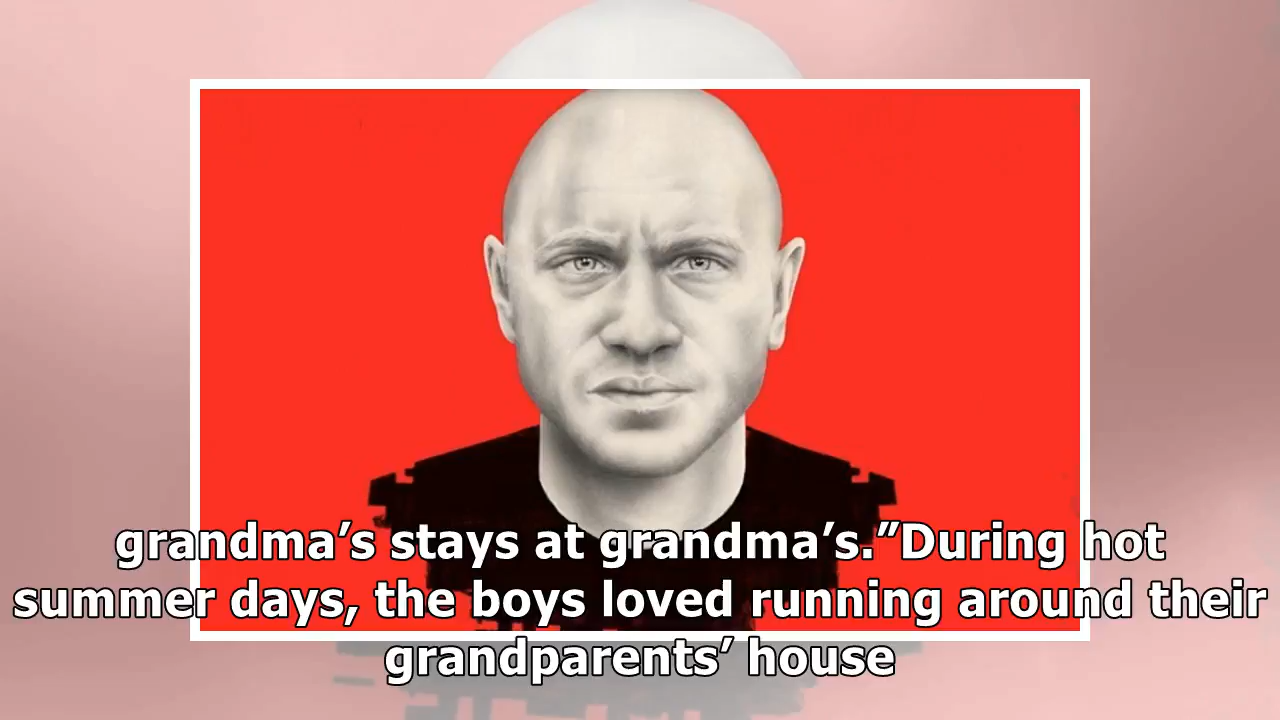 grandma’s stays at grandma’s.”During hot
summer days, the boys loved running around their
grandparents’ house